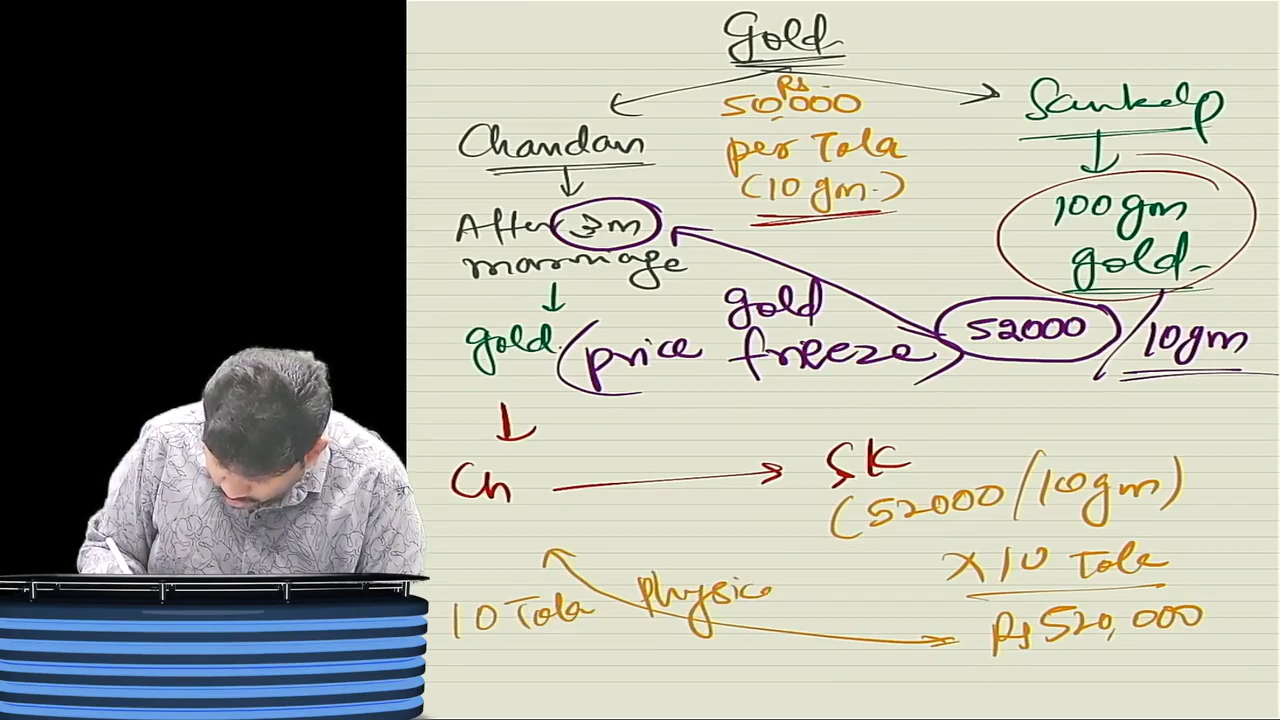 Gold
Rs
50,000
per Tola
(10 gm.)
Chandan
After 3m
marriage
gold
Sankalp
100 gm
gold
gold
(price freeze)
52000 / 10gm
Ch
SK
(52000/10gm)
X 10 Tola
Rs 520,000
10 Tola
Physica